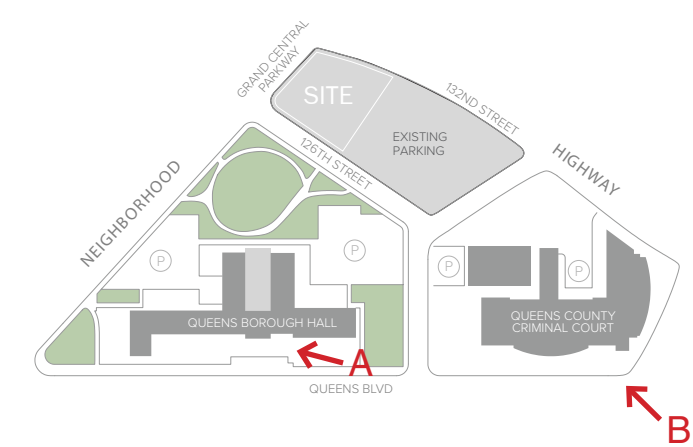 GRAND CENTRAL
PARKWAY
SITE
132ND STREET
EXISTING
PARKING
126TH STREET
HIGHWAY
NEIGHBORHOOD
P
P
P
P
QUEENS BOROUGH HALL
QUEENS COUNTY
CRIMINAL COURT
A
QUEENS BLVD
B